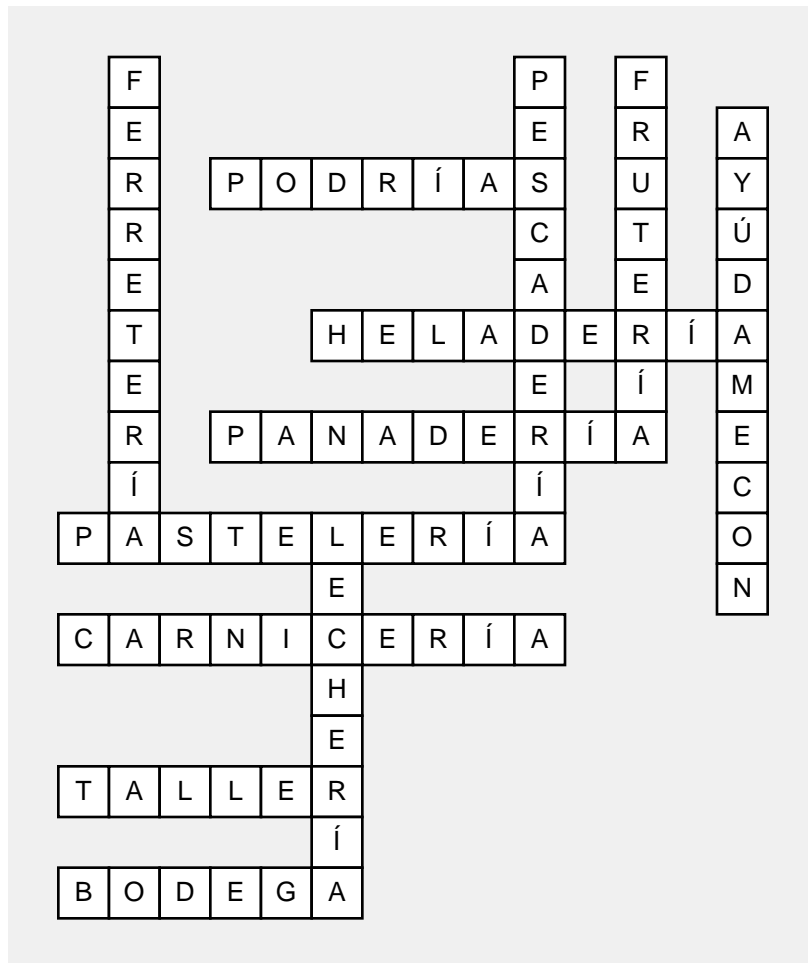 FERRETERÍA
PESCADERÍA
FRUTERÍA
AYÚDAMECON
PODRÍAS
HELADERÍA
PANADERÍA
PASTELERÍA
LECHERÍA
CARNICERÍA
TALLER
BODEGA